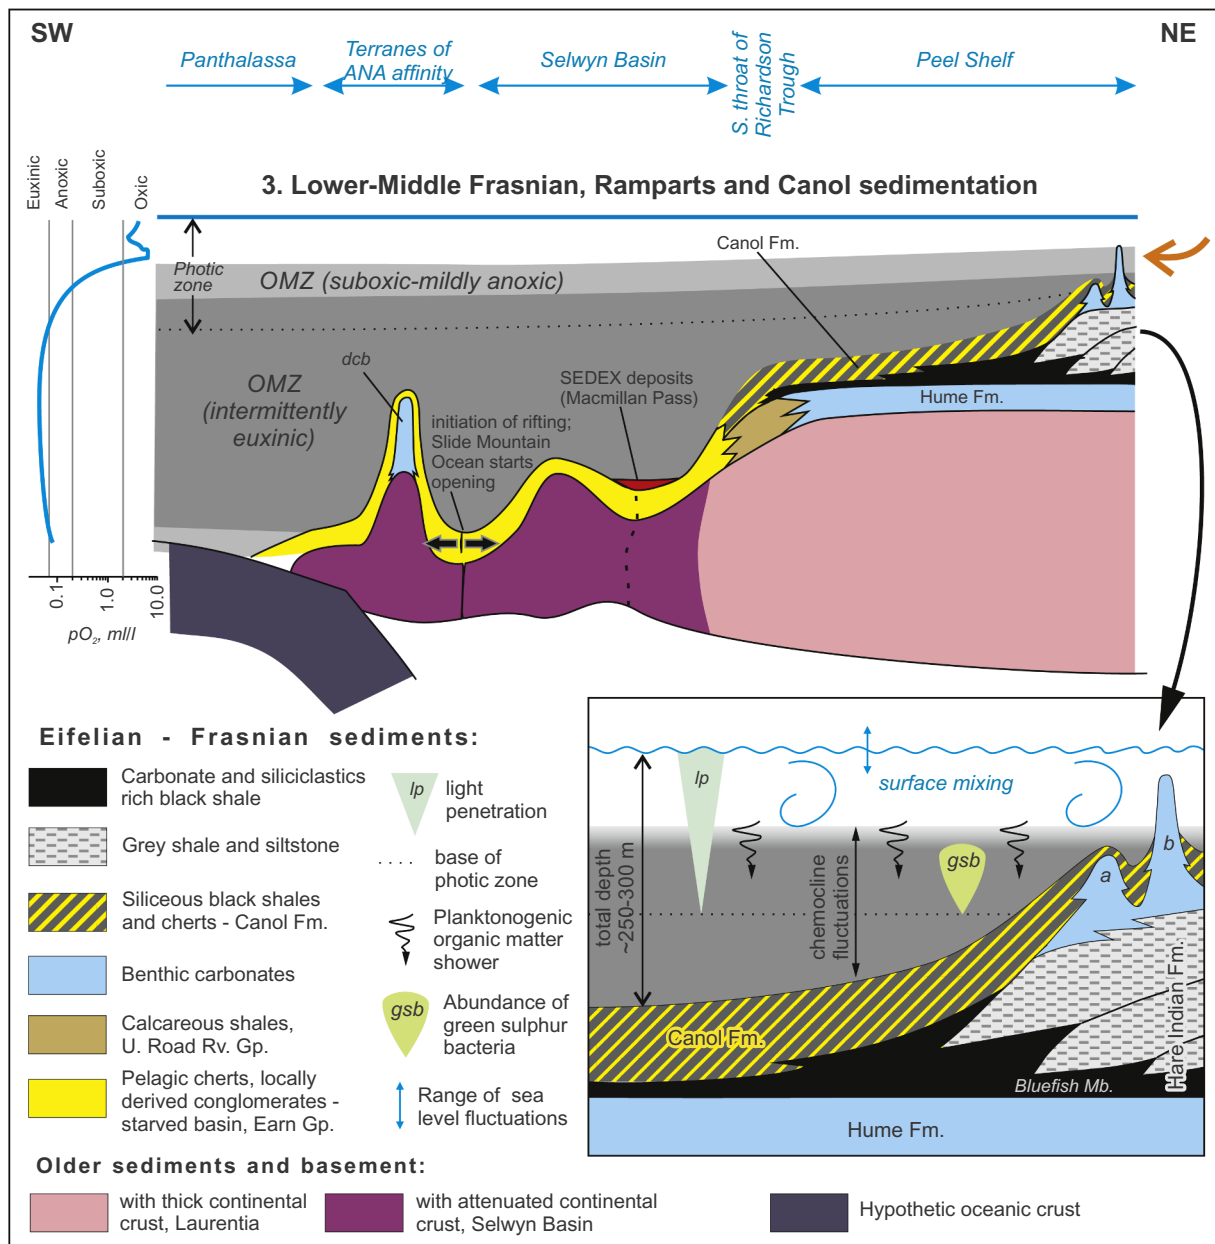 SW
NE
Panthalassa
Terranes of
ANA affinity
Selwyn Basin
S. throat of
Richardson
Trough
Peel Shelf
Euxinic
Anoxic
Suboxic
Oxic
3. Lower-Middle Frasnian, Ramparts and Canol sedimentation
Canol Fm.
Photic
zone
OMZ (suboxic-mildly anoxic)
dcb
OMZ
(intermittently
euxinic)
SEDEX deposits
(Macmillan Pass)
initiation of rifting;
Slide Mountain
Ocean starts
opening
Hume Fm.
0.1
1.0
10.0
pO2, ml/l
Eifelian - Frasnian sediments:
Carbonate and siliciclastics
rich black shale
Grey shale and siltstone
Siliceous black shales
and cherts - Canol Fm.
Benthic carbonates
Calcareous shales,
U. Road Rv. Gp.
Pelagic cherts, locally
derived conglomerates -
starved basin, Earn Gp.
lp
light
penetration
base of
photic zone
Planktonogenic
organic matter
shower
gsb
Abundance of
green sulphur
bacteria
Range of sea
level fluctuations
lp
surface mixing
total depth
~250-300 m
chemocline
fluctuations
gsb
a
b
Canol Fm.
Hare Indian Fm.
Bluefish Mb.
Hume Fm.
Older sediments and basement:
with thick continental
crust, Laurentia
with attenuated continental
crust, Selwyn Basin
Hypothetic oceanic crust